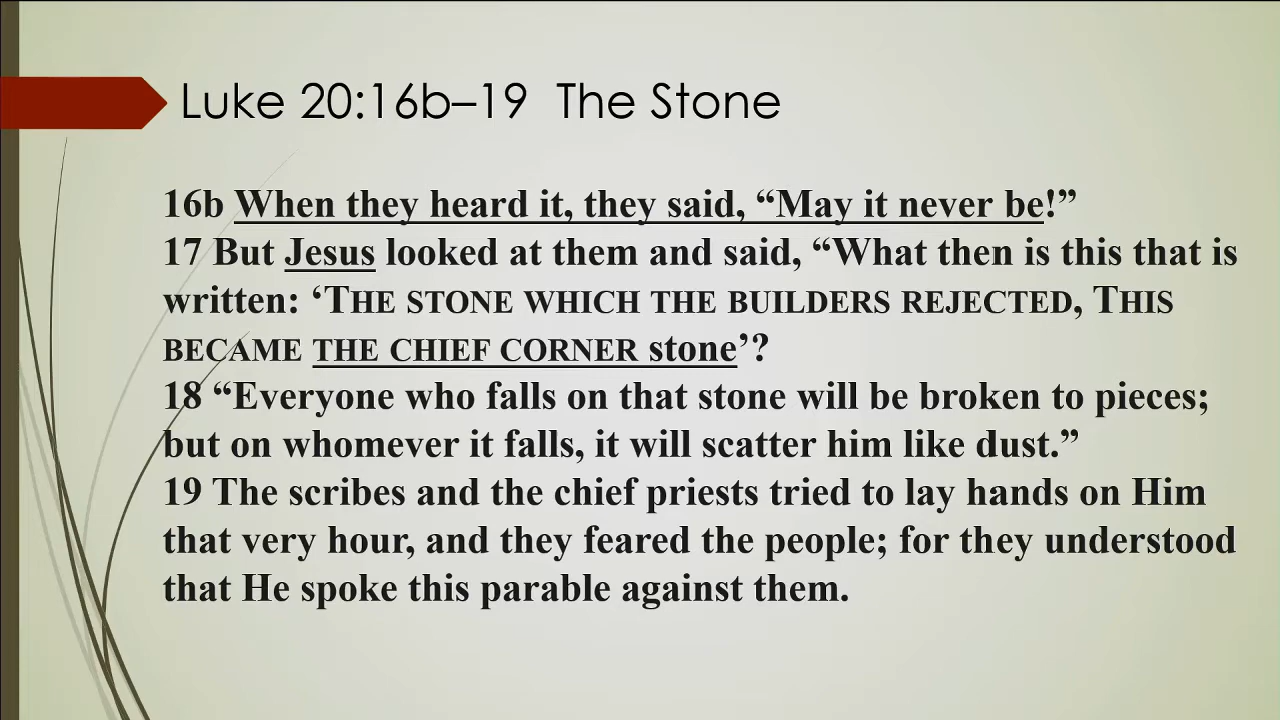 Luke 20:16b–19 The Stone
16b When they heard it, they said, “May it never be!”
17 But Jesus looked at them and said, “What then is this that is
written: ‘THE STONE WHICH THE BUILDERS REJECTED, THIS
BECAME THE CHIEF CORNER stone’?
18 “Everyone who falls on that stone will be broken to pieces;
but on whomever it falls, it will scatter him like dust.”
19 The scribes and the chief priests tried to lay hands on Him
that very hour, and they feared the people; for they understood
that He spoke this parable against them.